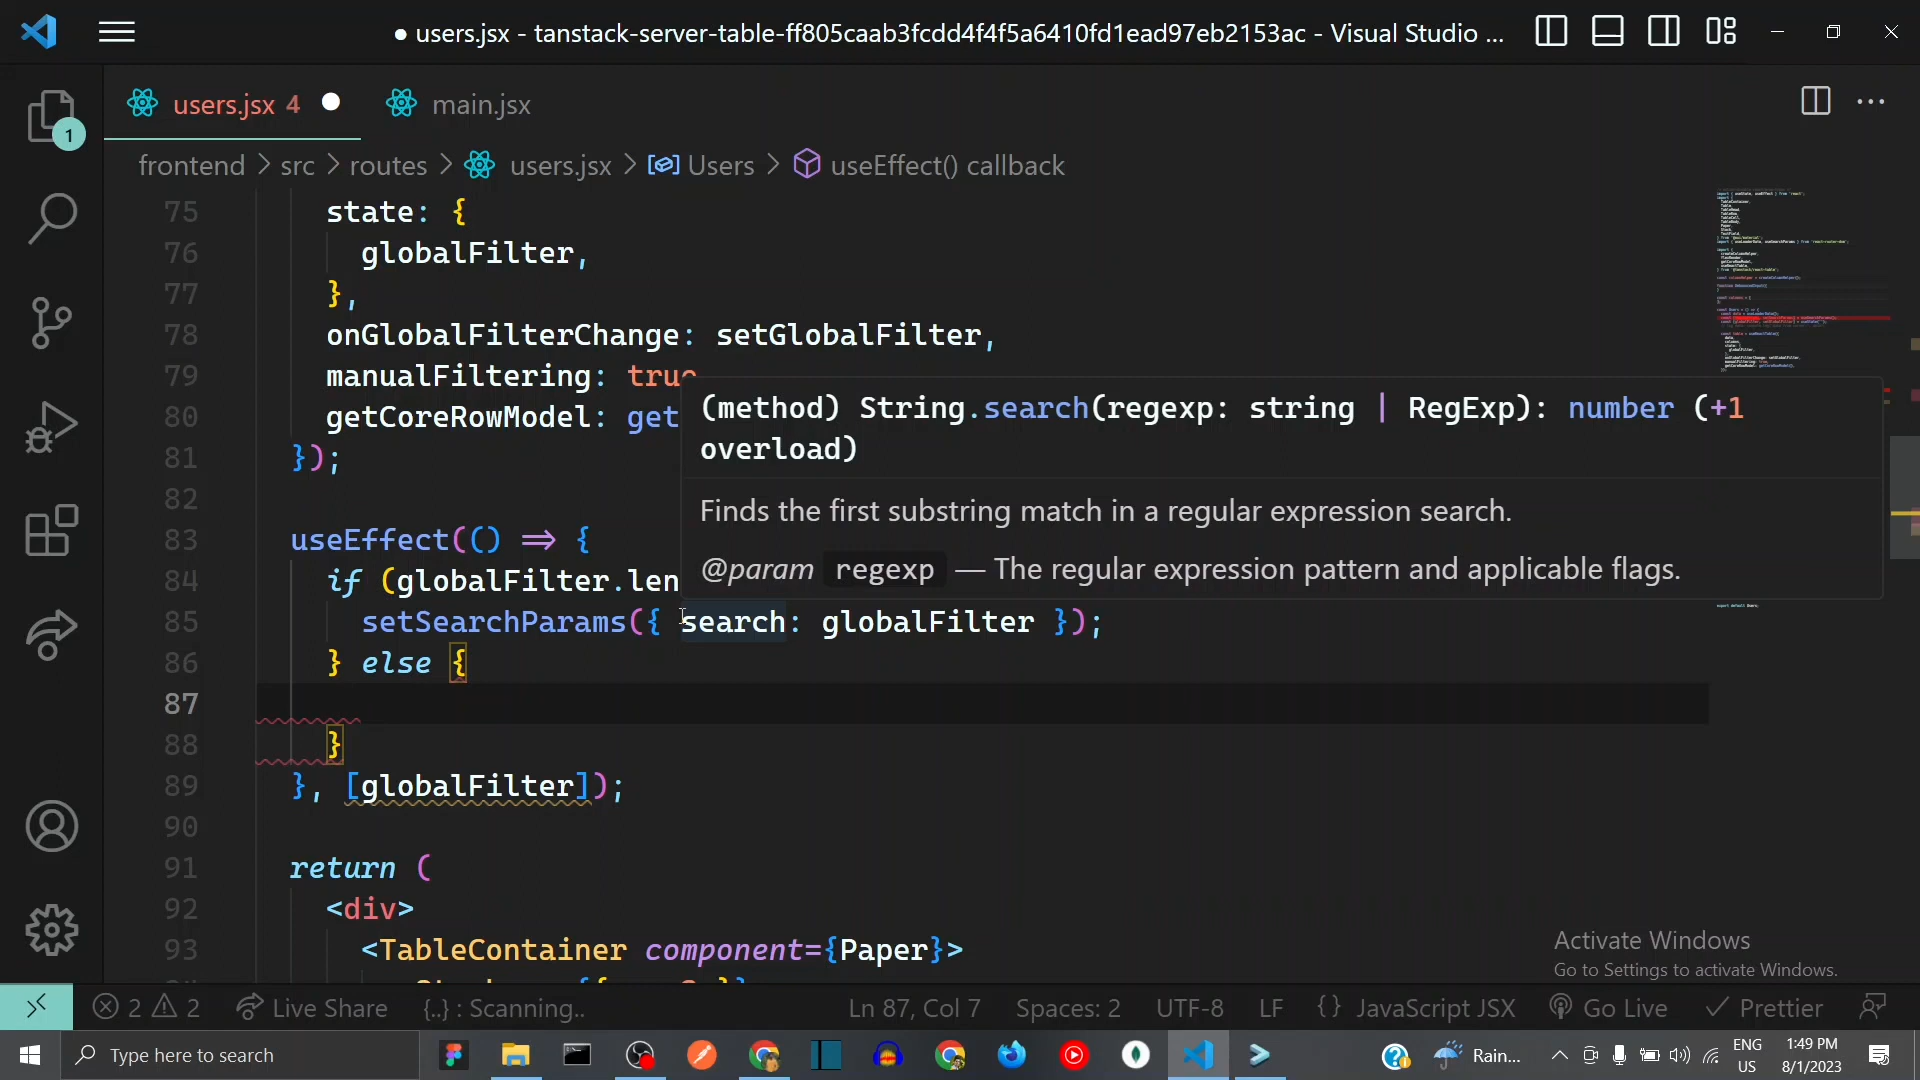 ● users.jsx - tanstack-server-table-ff805caab3fcdd4f4f5a6410fd1ead97eb2153ac - Visual Studio ...
users.jsx 4 ● main.jsx
1
frontend > src > routes > users.jsx > Users > useEffect() callback
75 state: {
76 globalFilter,
77 },
78 onGlobalFilterChange: setGlobalFilter,
79 manualFiltering: true
80 getCoreRowModel: get
81 });
82
83 useEffect(() => {
84 if (globalFilter.len
85 setSearchParams({ search: globalFilter });
86 } else {
87
88 }
89 }, [globalFilter]);
90
91 return (
92 <div>
93 <TableContainer component={Paper}>
(method) String.search(regexp: string | RegExp): number (+1
overload)
Finds the first substring match in a regular expression search.
@param regexp — The regular expression pattern and applicable flags.
Activate Windows
Go to Settings to activate Windows.
2 2 Live Share {..} : Scanning.. Ln 87, Col 7 Spaces: 2 UTF-8 LF {} JavaScript JSX Go Live Prettier
Type here to search Rain... ENG US 1:49 PM 8/1/2023